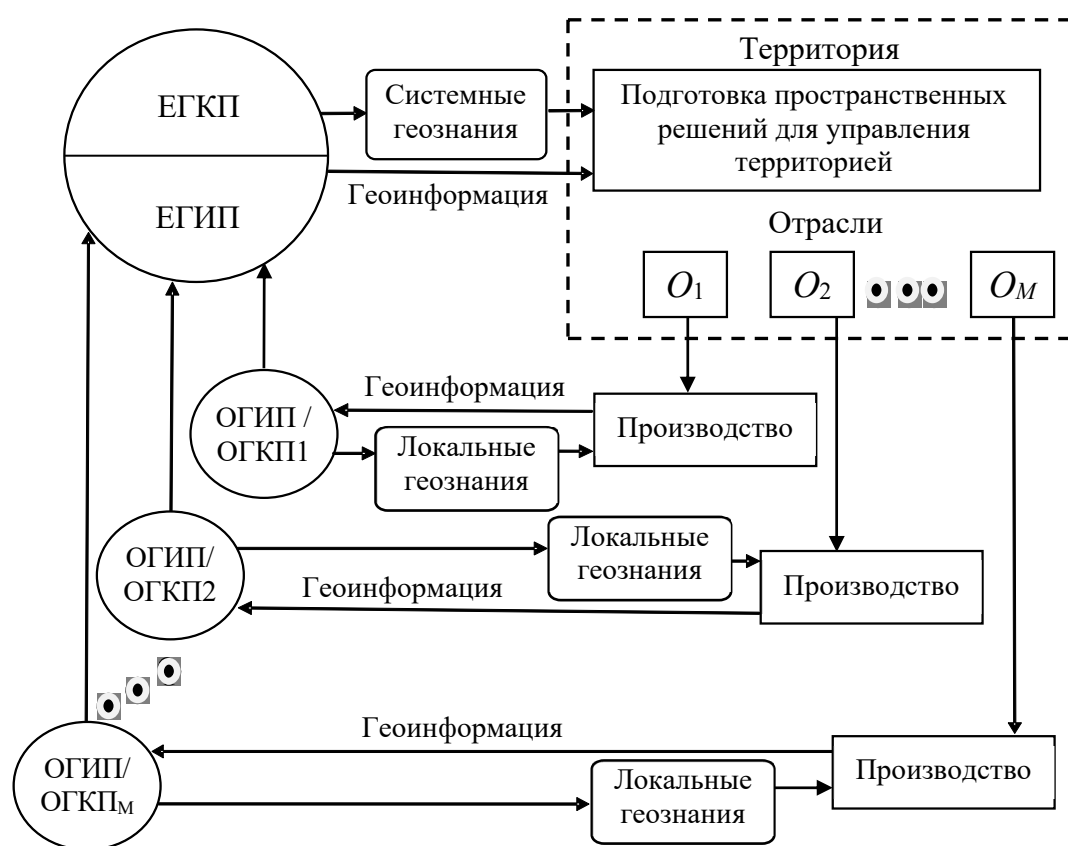 Территория
ЕГКП
Системные
геознания
Подготовка пространственных
решений для управления
территорией
Геоинформация
ЕГИП
Отрасли
O1
O2
OM
Геоинформация
ОГИП /
ОГКП1
Локальные
геознания
Производство
ОГИП/
ОГКП2
Локальные
геознания
Геоинформация
Производство
Геоинформация
ОГИП/
ОГКПМ
Локальные
геознания
Производство